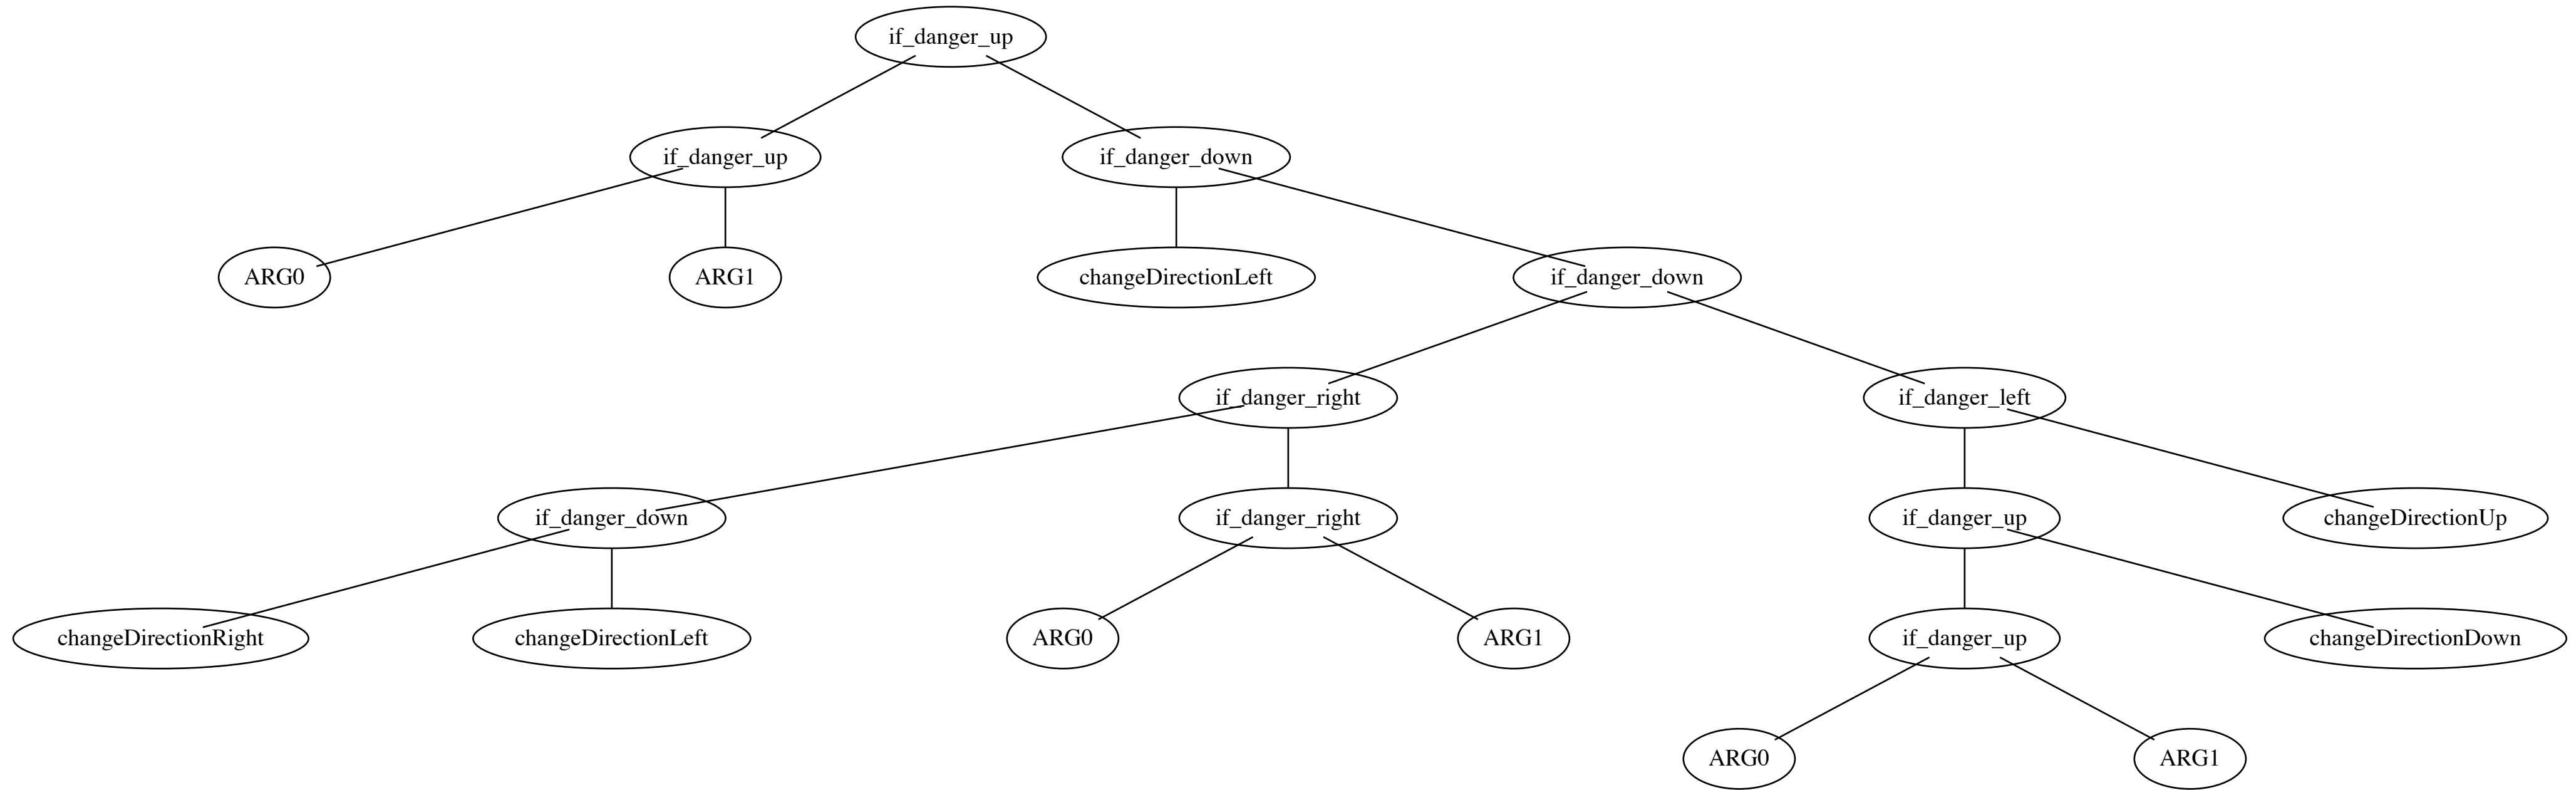 if_danger_up
if_danger_up
if_danger_down
ARG0
ARG1
changeDirectionLeft
if_danger_down
if_danger_right
if_danger_left
if_danger_down
if_danger_right
if_danger_up
changeDirectionUp
changeDirectionRight
changeDirectionLeft
ARG0
ARG1
if_danger_up
changeDirectionDown
ARG0
ARG1